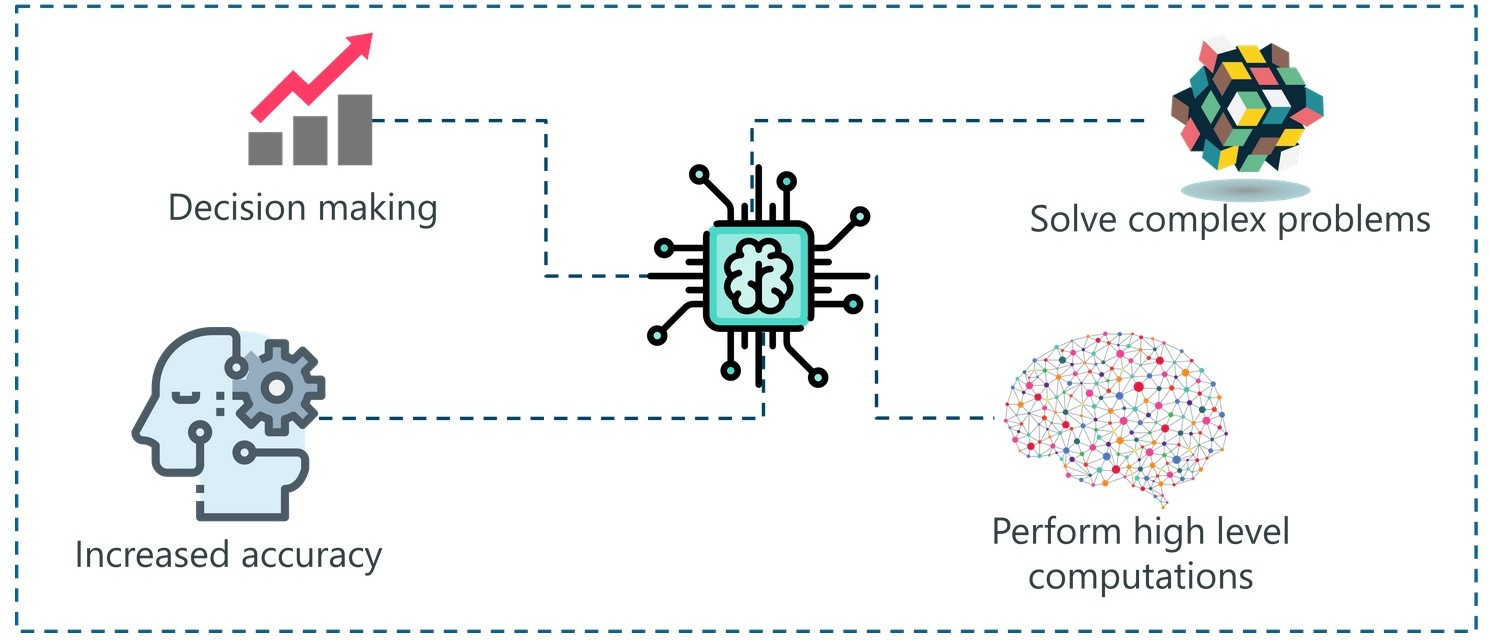 Decision making
Solve complex problems
Increased accuracy
Perform high level
computations